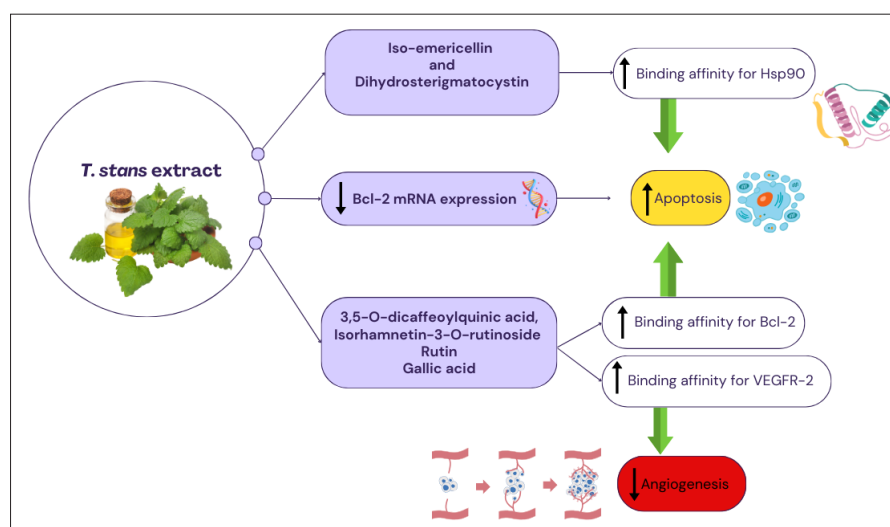 Iso-emericellin
and
Dihydrosterigmatocystin
Binding affinity for Hsp90
T. stans extract
Bcl-2 mRNA expression
Apoptosis
3,5-O-dicaffeoylquinic acid,
Isorhamnetin-3-O-rutinoside
Rutin
Gallic acid
Binding affinity for Bcl-2
Binding affinity for VEGFR-2
Angiogenesis